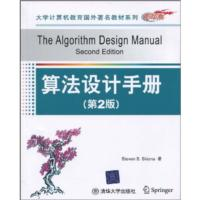 大学计算机教育国外著名教材系列
The Algorithm Design Manual
Second Edition
算法设计手册
(第2版)
Steven S. Skiena 著
清华大学出版社
Springer